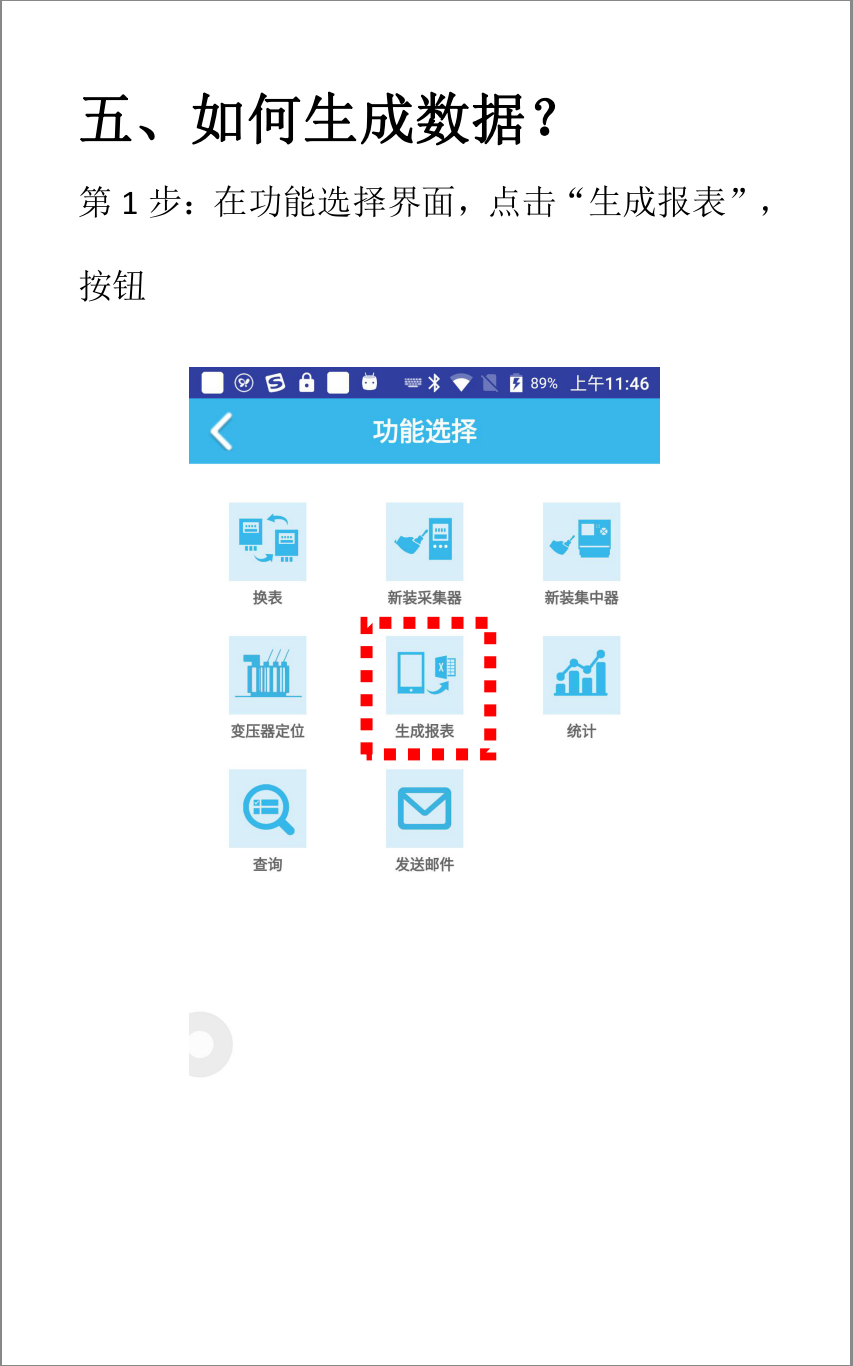 五、如何生成数据？
第 1 步：在功能选择界面，点击“生成报表”，
按钮
89% 上午11:46
功能选择
换表 新装采集器 新装集中器
变压器定位 生成报表 统计
查询 发送邮件